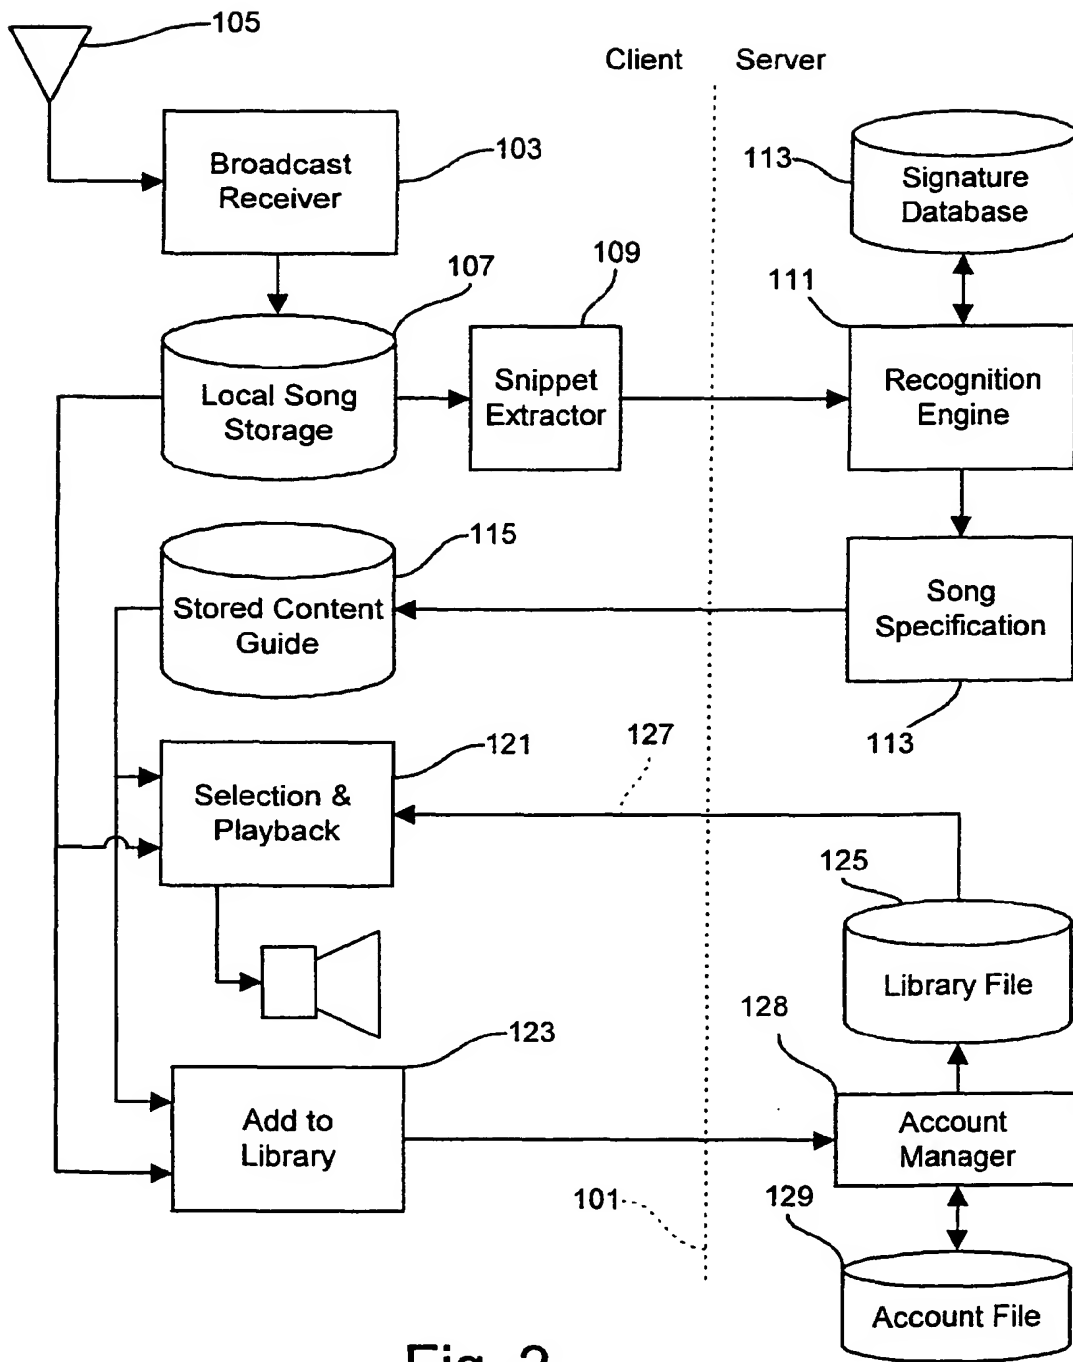 105
Client
Server
Broadcast
Receiver
103
113
Signature
Database
107
109
111
Local Song
Storage
Snippet
Extractor
Recognition
Engine
115
Stored Content
Guide
Song
Specification
113
121
127
Selection &
Playback
125
Library File
128
123
Add to
Library
Account
Manager
101
129
Account File